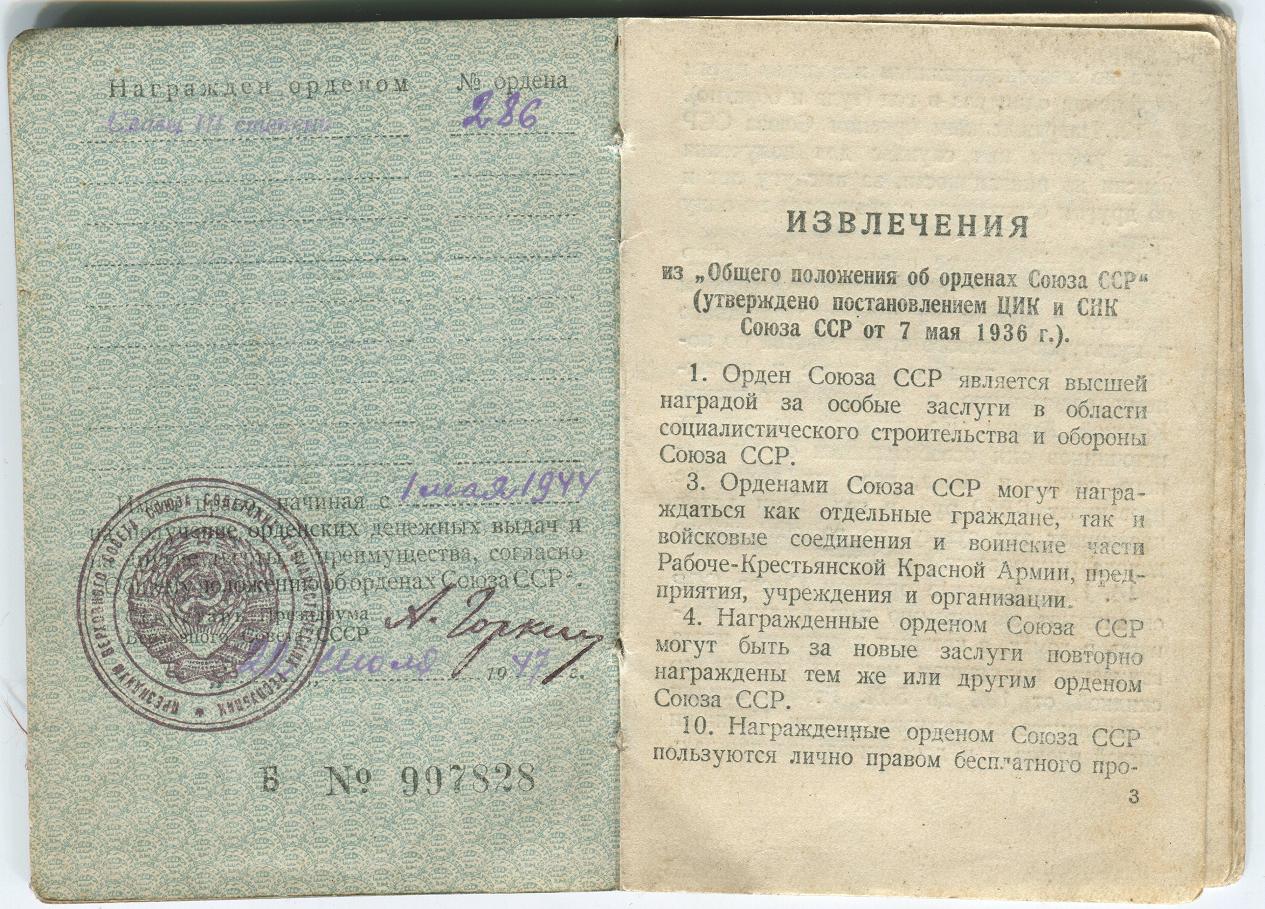 Награжден орденом
№ ордена
Славы III степени
286
начиная с 1 мая 1944
получение орденских денежных выдач и
преимущества, согласно
положению об орденах Союза ССР".
Президиума
Совета СССР
А. Горкин
Июля 1947 г.
Б № 997828
ИЗВЛЕЧЕНИЯ
из „Общего положения об орденах Союза ССР"
(утверждено постановлением ЦИК и СНК
Союза ССР от 7 мая 1936 г.).
1. Орден Союза ССР является высшей
наградой за особые заслуги в области
социалистического строительства и обороны
Союза ССР.
3. Орденами Союза ССР могут награ-
ждаться как отдельные граждане, так и
войсковые соединения и воинские части
Рабоче-Крестьянской Красной Армии, пред-
приятия, учреждения и организации.
4. Награжденные орденом Союза ССР
могут быть за новые заслуги повторно
награждены тем же или другим орденом
Союза ССР.
10. Награжденные орденом Союза ССР
пользуются лично правом бесплатного про-
3